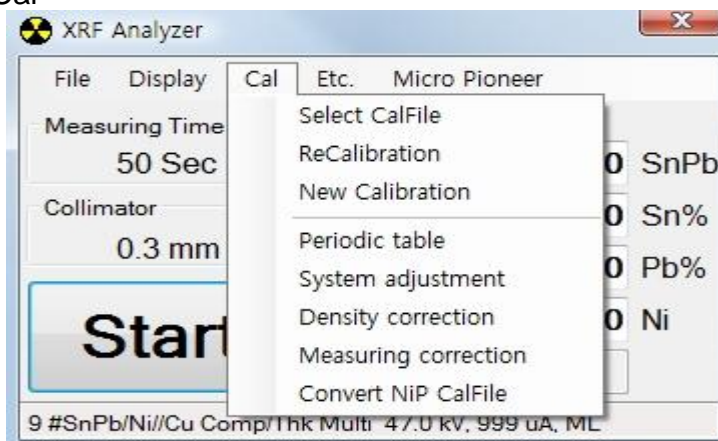 Cal
XRF Analyzer
File Display Cal Etc. Micro Pioneer
Measuring Time
50 Sec
Collimator
0.3 mm
Start
Select CalFile
ReCalibration
New Calibration
Periodic table
System adjustment
Density correction
Measuring correction
Convert NiP CalFile
0 SnPb
0 Sn%
0 Pb%
0 Ni
9 #SnPb/Ni//Cu Comp/Thk Multi 47.0 kV, 999 uA, ML